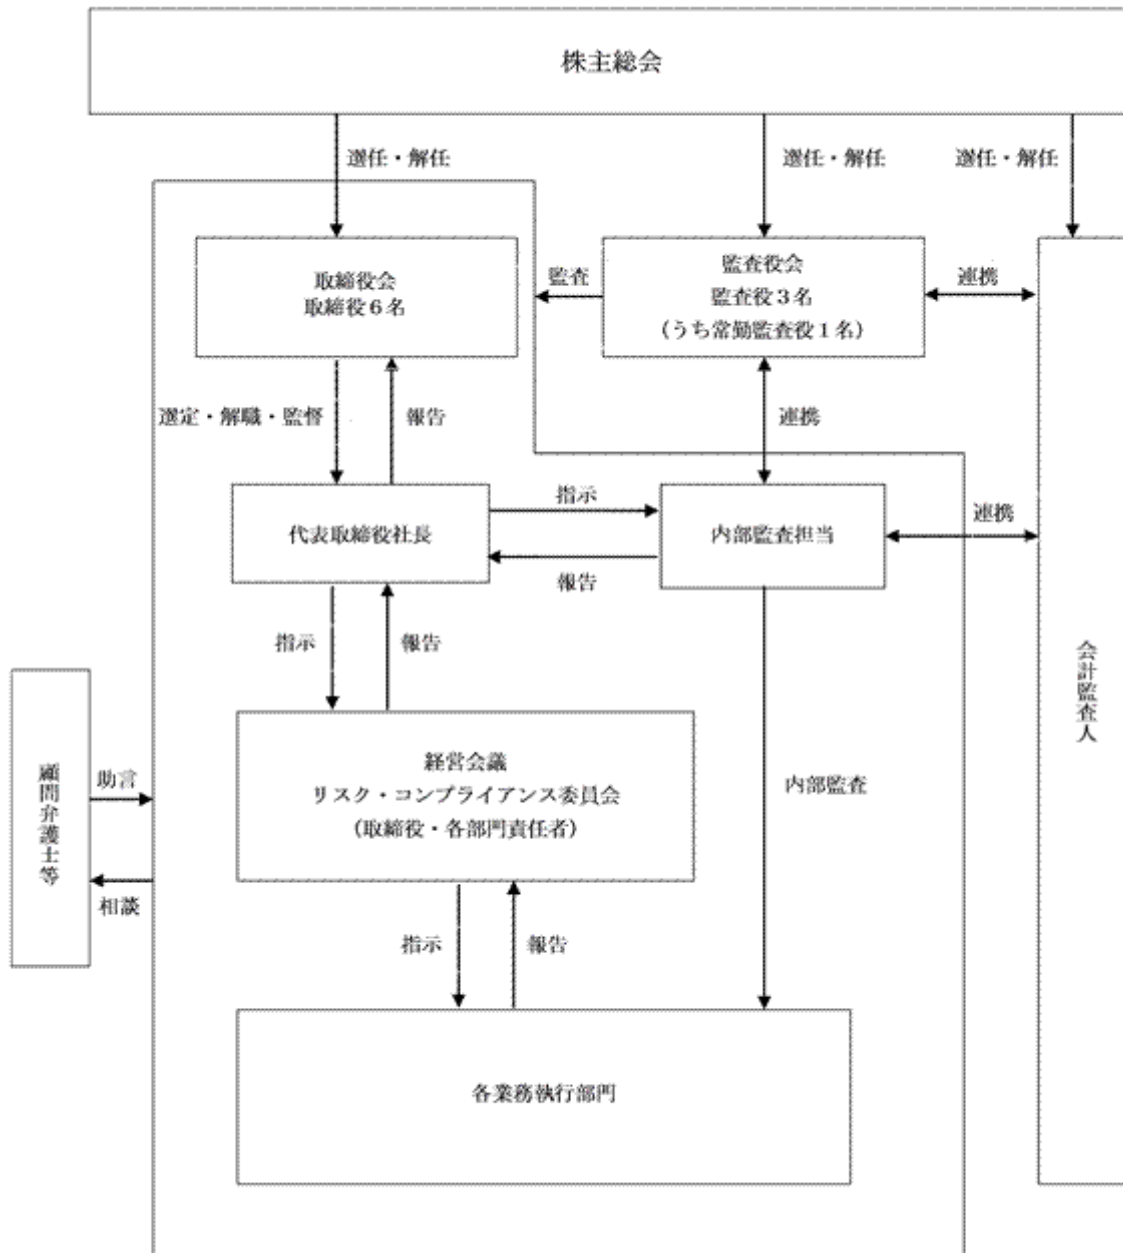 株主総会
選任・解任
選任・解任
選任・解任
取締役会
取締役6名
監査
監査役会
監査役3名
(うち常勤監査役1名)
連携
選定・解職・監督
報告
連携
代表取締役社長
指示
報告
内部監査担当
連携
指示
報告
会計監査人
経営会議
リスク・コンプライアンス委員会
(取締役・各部門責任者)
内部監査
顧問弁護士等
助言
相談
指示
報告
各業務執行部門